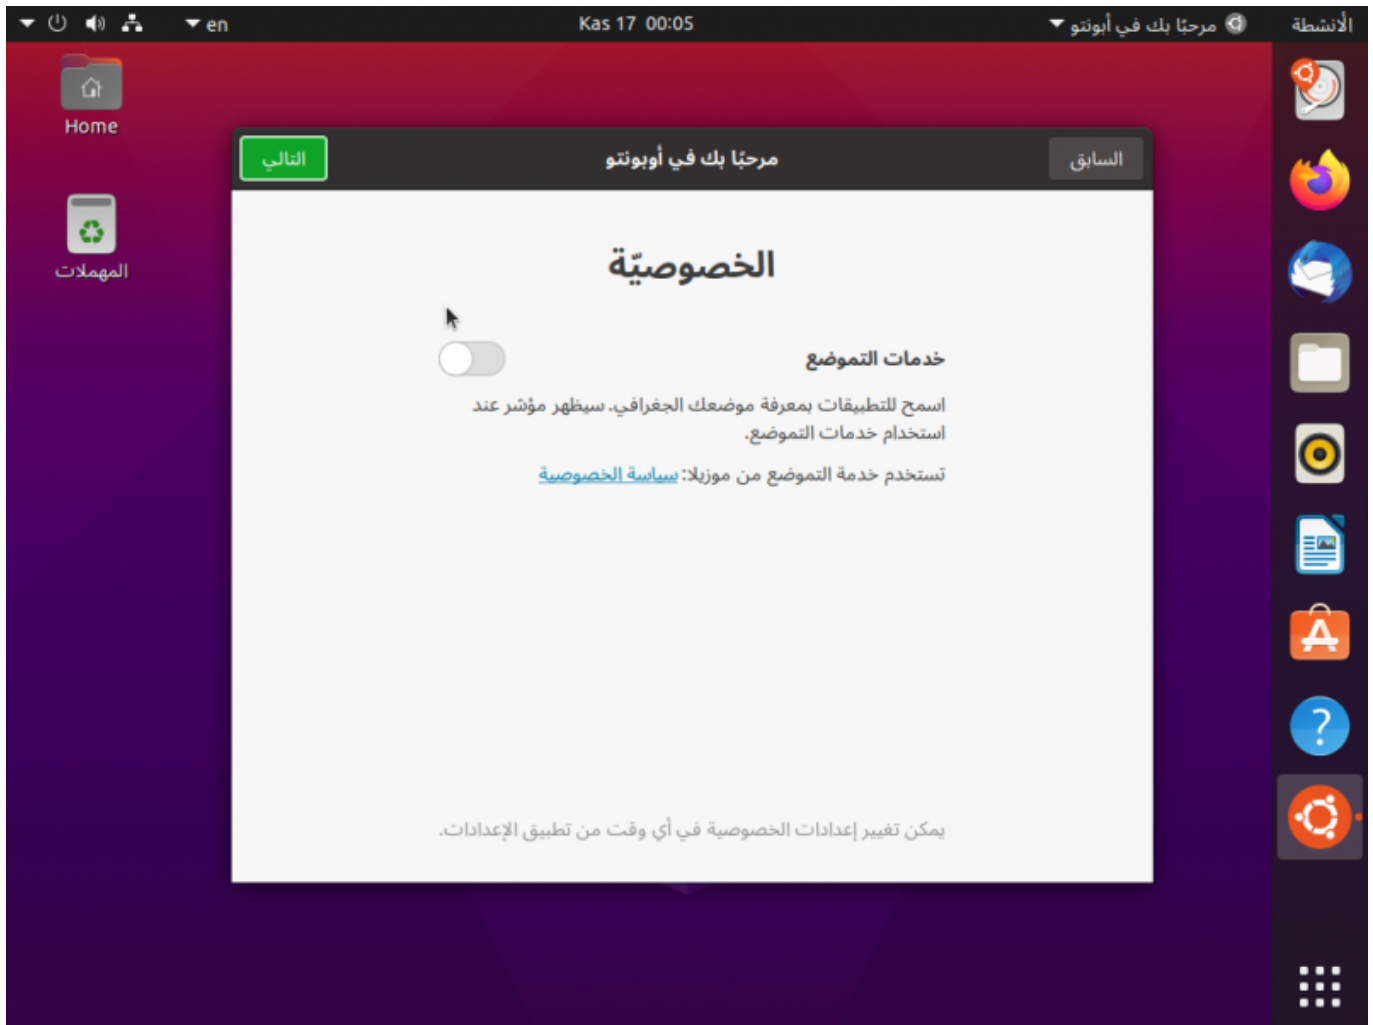 الأنشطة
مرحبًا بك في أبونتو
Kas 17 00:05
en
Home
المهملات
السابق
مرحبًا بك في أوبونتو
التالي
الخصوصيّة
خدمات التموضع
اسمح للتطبيقات بمعرفة موضعك الجغرافي. سيظهر مؤشر عند
استخدام خدمات التموضع.
تستخدم خدمة التموضع من موزيلا: سياسة الخصوصية
يمكن تغيير إعدادات الخصوصية في أي وقت من تطبيق الإعدادات.